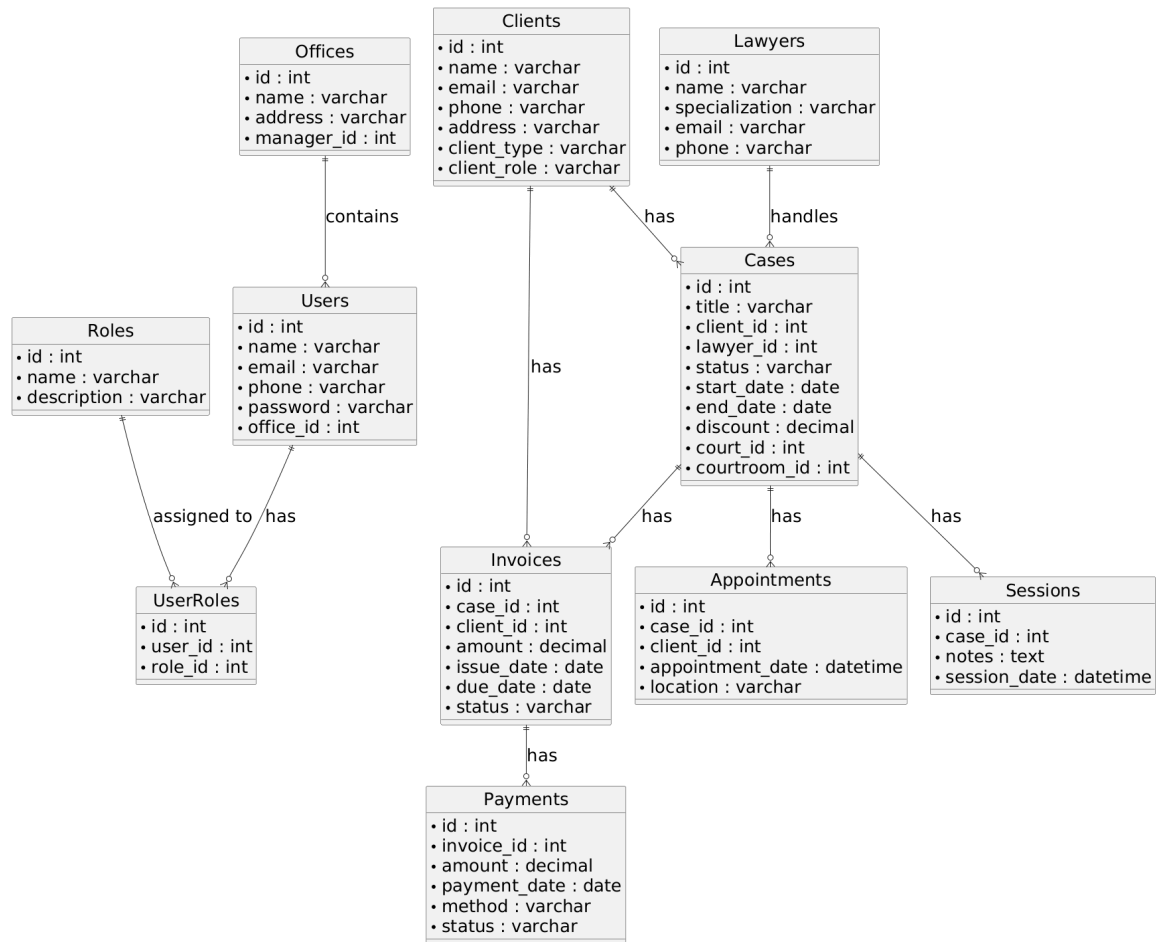 Clients
• id : int
• name : varchar
• email : varchar
• phone : varchar
• address : varchar
• client_type : varchar
• client_role : varchar
Lawyers
• id : int
• name : varchar
• specialization : varchar
• email : varchar
• phone : varchar
Offices
• id : int
• name : varchar
• address : varchar
• manager_id : int
contains
has
handles
Cases
• id : int
• title : varchar
• client_id : int
• lawyer_id : int
• status : varchar
• start_date : date
• end_date : date
• discount : decimal
• court_id : int
• courtroom_id : int
Users
• id : int
• name : varchar
• email : varchar
• phone : varchar
• password : varchar
• office_id : int
Roles
• id : int
• name : varchar
• description : varchar
has
assigned to
has
has
has
has
Invoices
• id : int
• case_id : int
• client_id : int
• amount : decimal
• issue_date : date
• due_date : date
• status : varchar
Appointments
• id : int
• case_id : int
• client_id : int
• appointment_date : datetime
• location : varchar
Sessions
• id : int
• case_id : int
• notes : text
• session_date : datetime
UserRoles
• id : int
• user_id : int
• role_id : int
has
Payments
• id : int
• invoice_id : int
• amount : decimal
• payment_date : date
• method : varchar
• status : varchar